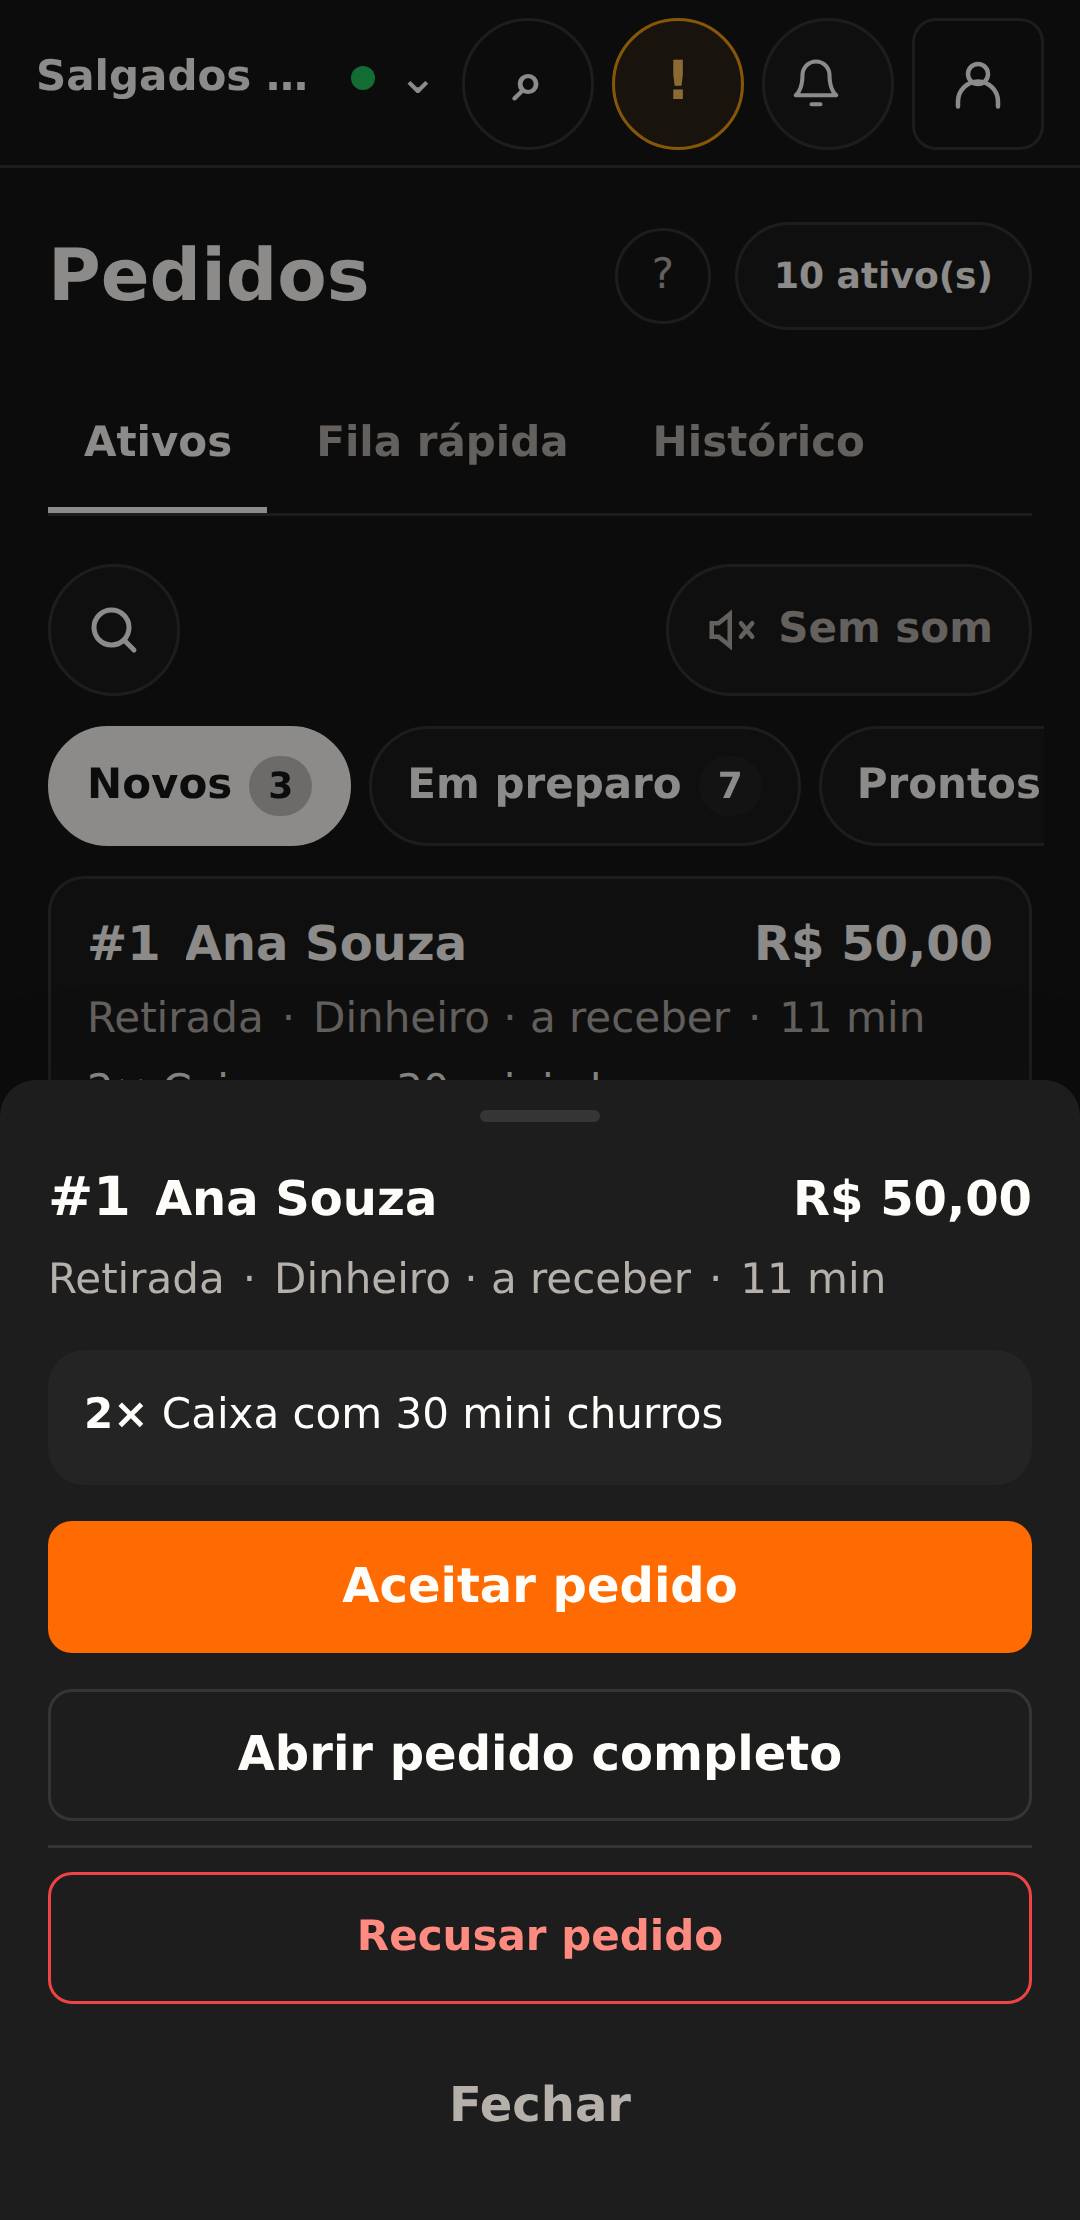 Salgados ...
!
Pedidos
?
10 ativo(s)
Ativos
Fila rápida
Histórico
Sem som
Novos 3
Em preparo 7
Prontos
#1 Ana Souza
R$ 50,00
Retirada · Dinheiro · a receber · 11 min
#1 Ana Souza
R$ 50,00
Retirada · Dinheiro · a receber · 11 min
2× Caixa com 30 mini churros
Aceitar pedido
Abrir pedido completo
Recusar pedido
Fechar